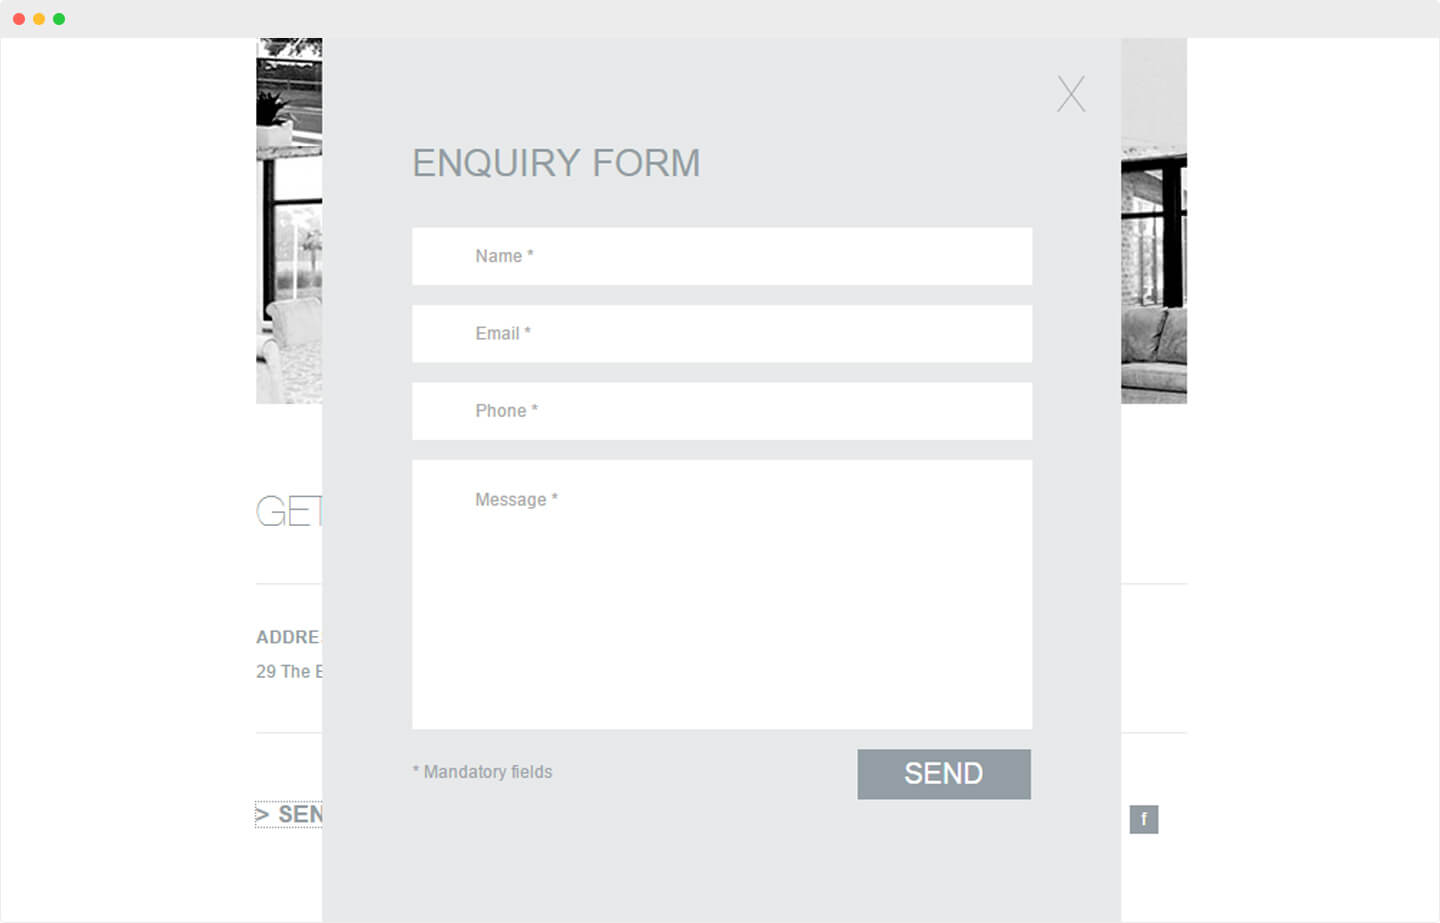 X
ENQUIRY FORM
Name *
Email *
Phone *
Message *
* Mandatory fields
SEND
GET
ADDRE
29 The E
> SEN
f